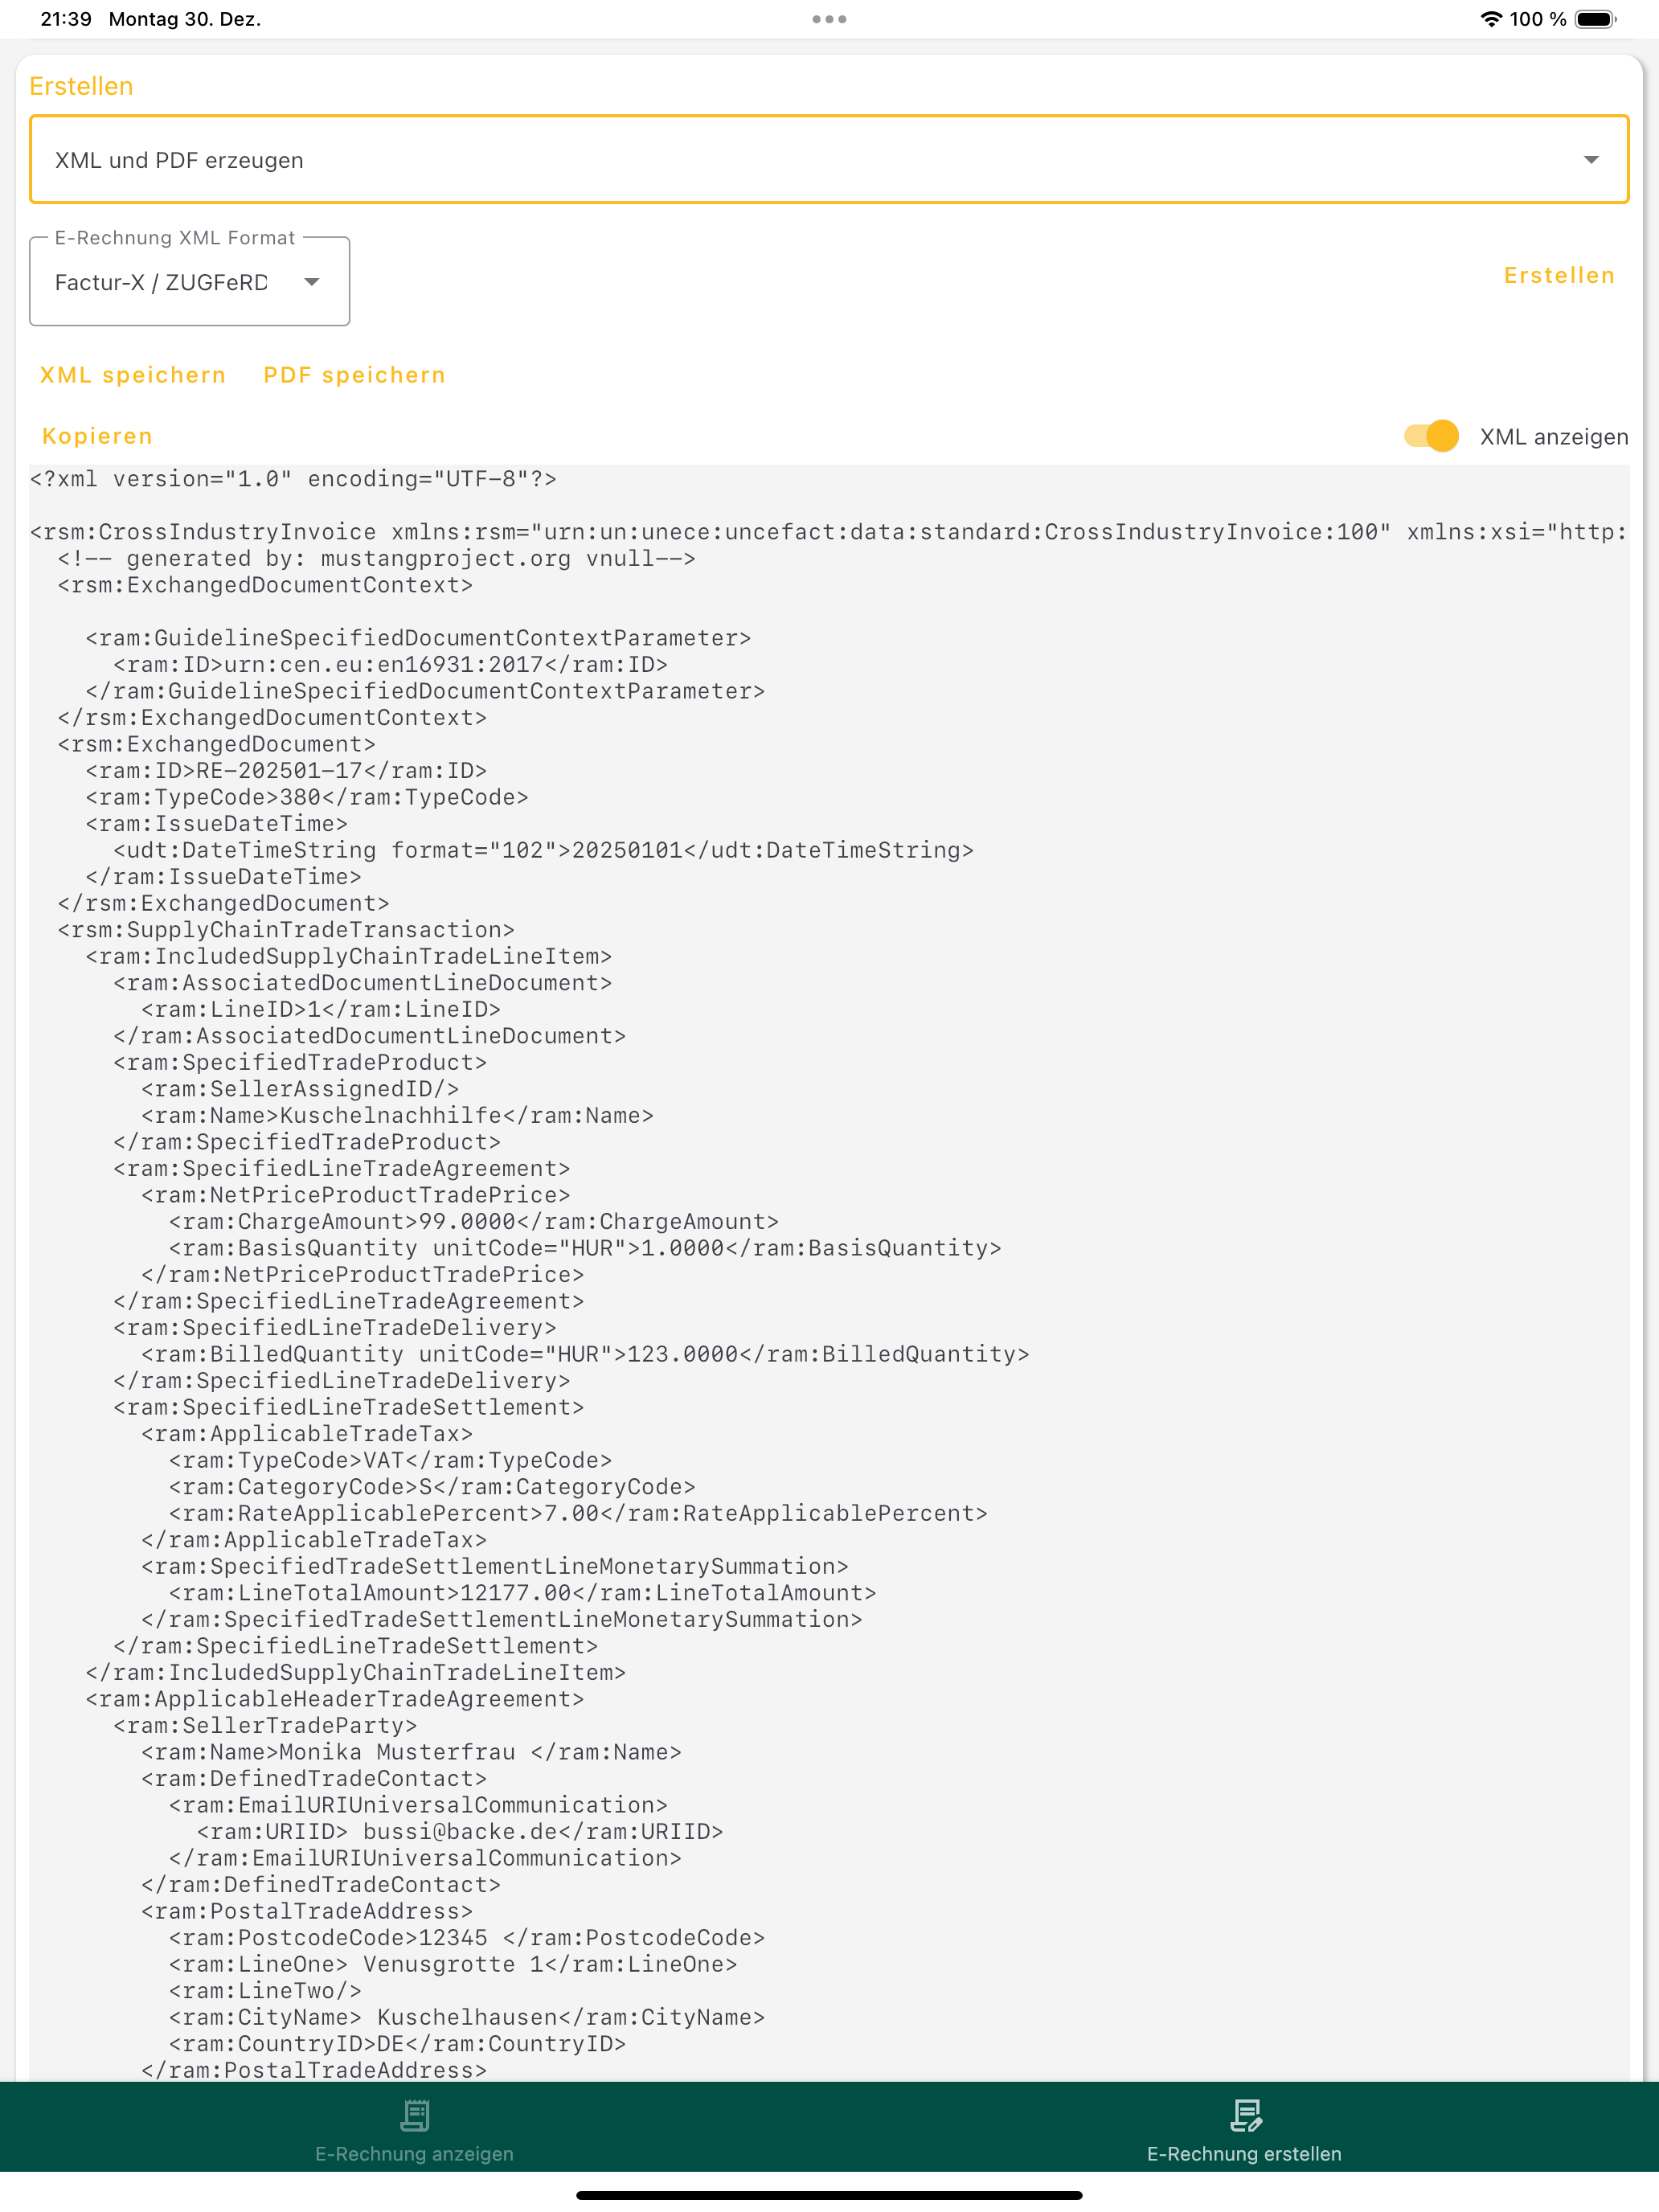 21:39 Montag 30. Dez.
100 %
Erstellen
XML und PDF erzeugen
E-Rechnung XML Format
Factur-X / ZUGFeRD
Erstellen
XML speichern PDF speichern
Kopieren
XML anzeigen
<?xml version="1.0" encoding="UTF-8"?>
<rsm:CrossIndustryInvoice xmlns:rsm="urn:un:unece:uncefact:data:standard:CrossIndustryInvoice:100" xmlns:xsi="http:
  <!-- generated by: mustangproject.org vnull-->
  <rsm:ExchangedDocumentContext>
    <ram:GuidelineSpecifiedDocumentContextParameter>
      <ram:ID>urn:cen.eu:en16931:2017</ram:ID>
    </ram:GuidelineSpecifiedDocumentContextParameter>
  </rsm:ExchangedDocumentContext>
  <rsm:ExchangedDocument>
    <ram:ID>RE-202501-17</ram:ID>
    <ram:TypeCode>380</ram:TypeCode>
    <ram:IssueDateTime>
      <udt:DateTimeString format="102">20250101</udt:DateTimeString>
    </ram:IssueDateTime>
  </rsm:ExchangedDocument>
  <rsm:SupplyChainTradeTransaction>
    <ram:IncludedSupplyChainTradeLineItem>
      <ram:AssociatedDocumentLineDocument>
        <ram:LineID>1</ram:LineID>
      </ram:AssociatedDocumentLineDocument>
      <ram:SpecifiedTradeProduct>
        <ram:SellerAssignedID/>
        <ram:Name>Kuschelnachhilfe</ram:Name>
      </ram:SpecifiedTradeProduct>
      <ram:SpecifiedLineTradeAgreement>
        <ram:NetPriceProductTradePrice>
          <ram:ChargeAmount>99.0000</ram:ChargeAmount>
          <ram:BasisQuantity unitCode="HUR">1.0000</ram:BasisQuantity>
        </ram:NetPriceProductTradePrice>
      </ram:SpecifiedLineTradeAgreement>
      <ram:SpecifiedLineTradeDelivery>
        <ram:BilledQuantity unitCode="HUR">123.0000</ram:BilledQuantity>
      </ram:SpecifiedLineTradeDelivery>
      <ram:SpecifiedLineTradeSettlement>
        <ram:ApplicableTradeTax>
          <ram:TypeCode>VAT</ram:TypeCode>
          <ram:CategoryCode>S</ram:CategoryCode>
          <ram:RateApplicablePercent>7.00</ram:RateApplicablePercent>
        </ram:ApplicableTradeTax>
        <ram:SpecifiedTradeSettlementLineMonetarySummation>
          <ram:LineTotalAmount>12177.00</ram:LineTotalAmount>
        </ram:SpecifiedTradeSettlementLineMonetarySummation>
      </ram:SpecifiedLineTradeSettlement>
    </ram:IncludedSupplyChainTradeLineItem>
    <ram:ApplicableHeaderTradeAgreement>
      <ram:SellerTradeParty>
        <ram:Name>Monika Musterfrau </ram:Name>
        <ram:DefinedTradeContact>
          <ram:EmailURIUniversalCommunication>
            <ram:URIID> bussi@backe.de</ram:URIID>
          </ram:EmailURIUniversalCommunication>
        </ram:DefinedTradeContact>
        <ram:PostalTradeAddress>
          <ram:PostcodeCode>12345 </ram:PostcodeCode>
          <ram:LineOne> Venusgrotte 1</ram:LineOne>
          <ram:LineTwo/>
          <ram:CityName> Kuschelhausen</ram:CityName>
          <ram:CountryID>DE</ram:CountryID>
        </ram:PostalTradeAddress>
E-Rechnung anzeigen
E-Rechnung erstellen